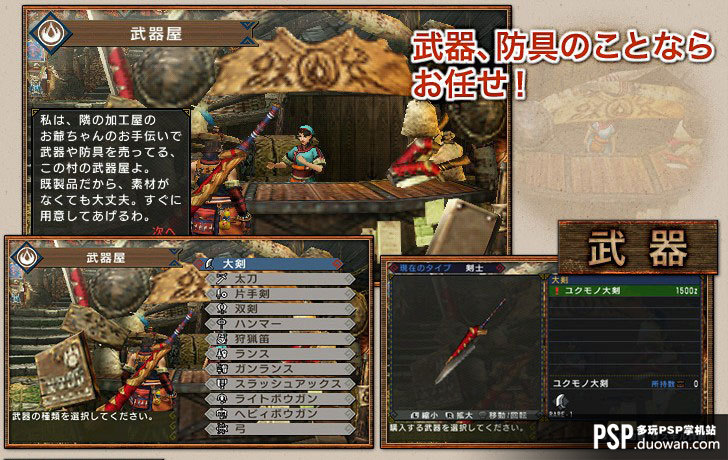 武器屋
武器、防具のことなら
お任せ！
私は、隣の加工屋の
お爺ちゃんのお手伝いで
武器や防具を売ってる、
この村の武器屋よ。
既製品だから、素材が
なくても大丈夫。すぐに
用意してあげるわ。
次へ
武器
武器屋
大剣
太刀
片手剣
双剣
ハンマー
狩猟笛
ランス
ガンランス
スラッシュアックス
ライトボウガン
ヘビィボウガン
弓
武器の種類を選択してください。
現在のタイプ 剣士
大剣
ユクモノ大剣 1500z
ユクモノ大剣 所持数 0
RARE-1
L 縮小 R 拡大 移動/回転
購入する武器を選択してください。
PSP 多玩PSP掌机站
.duowan.com